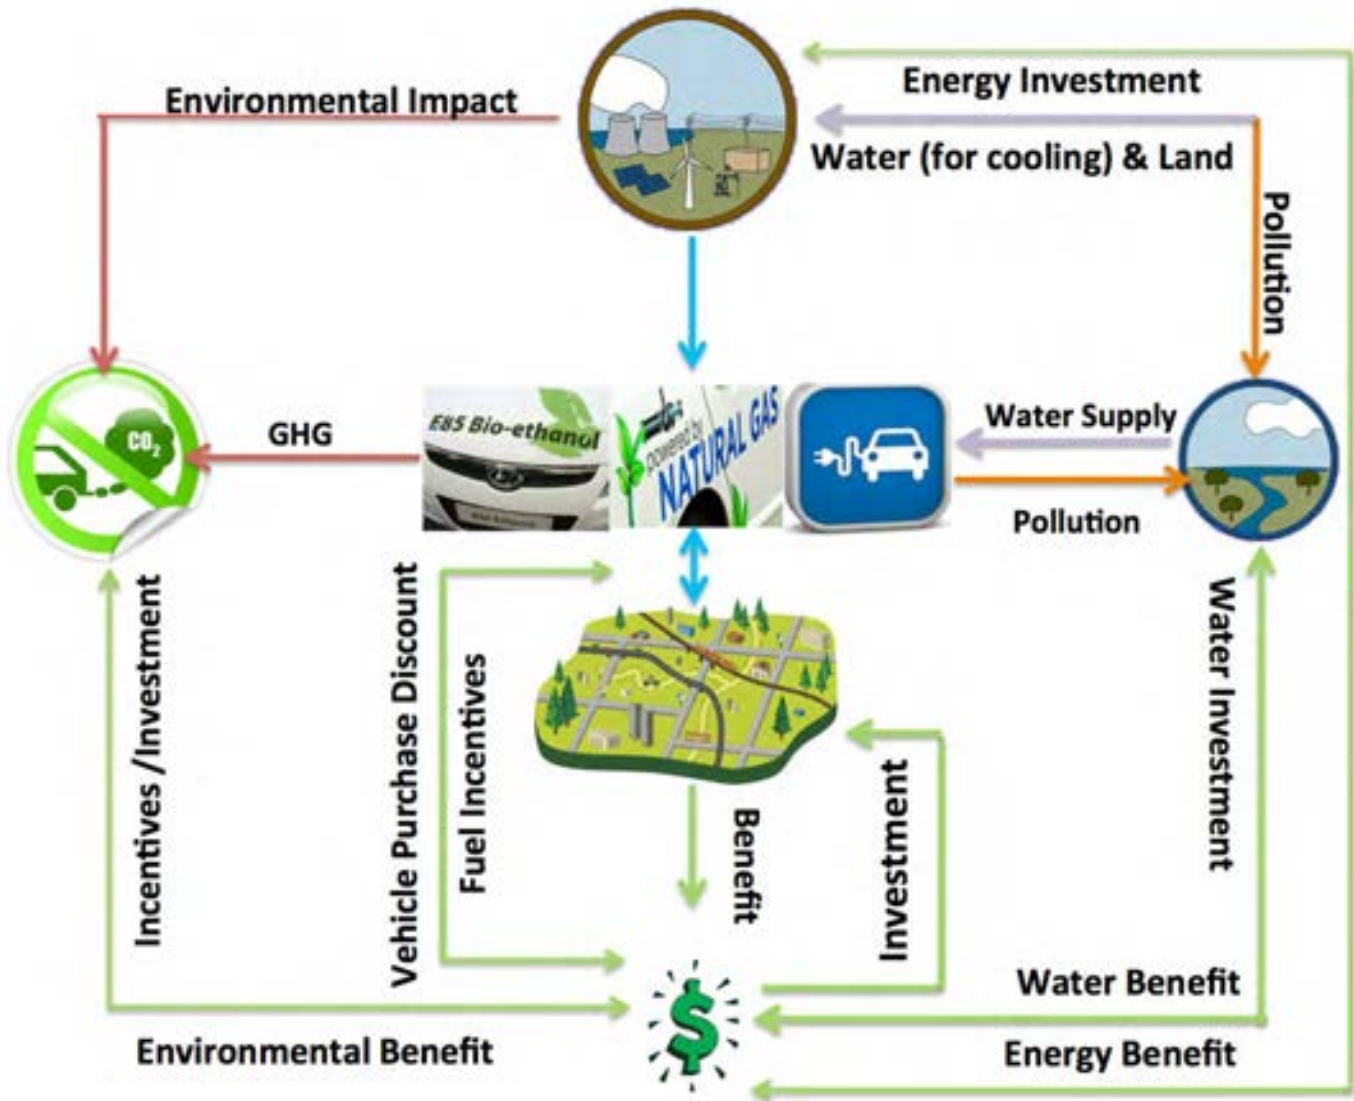 Environmental Impact
Energy Investment
Water (for cooling) & Land
Pollution
CO2
GHG
E85 Bio-ethanol
powered by
NATURAL GAS
Water Supply
Pollution
Incentives /Investment
Vehicle Purchase Discount
Fuel Incentives
Benefit
Investment
Water Investment
$
Water Benefit
Environmental Benefit
Energy Benefit